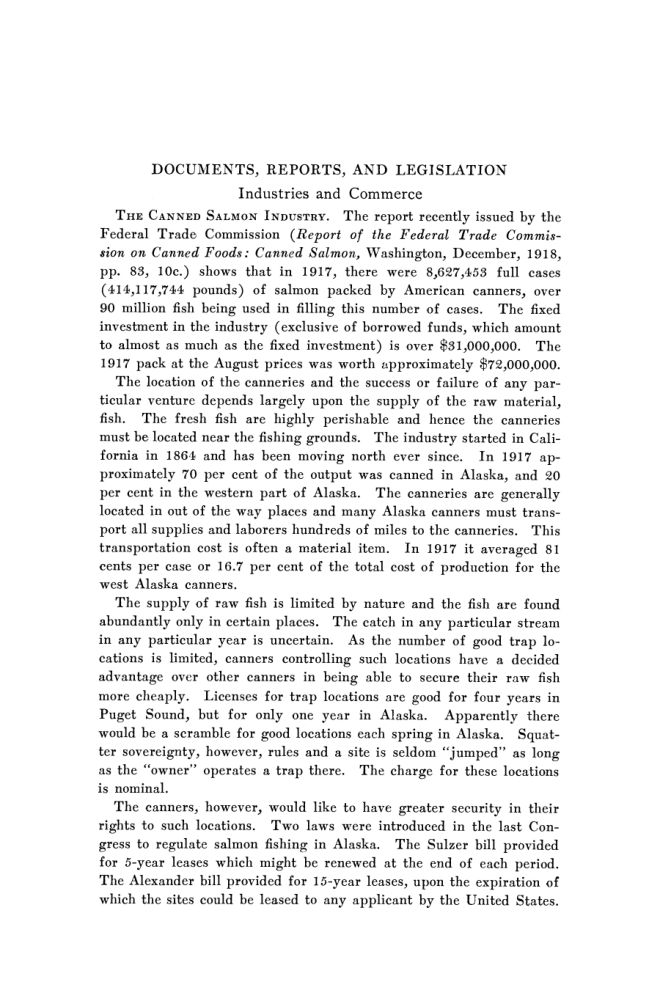 DOCUMENTS, REPORTS, AND LEGISLATION
Industries and Commerce
THE CANNED SALMON INDUSTRY. The report recently issued by the
Federal Trade Commission (Report of the Federal Trade Commis-
sion on Canned Foods: Canned Salmon, Washington, December, 1918,
pp. 83, 10c.) shows that in 1917, there were 8,627,453 full cases
(414,117,744 pounds) of salmon packed by American canners, over
90 million fish being used in filling this number of cases. The fixed
investment in the industry (exclusive of borrowed funds, which amount
to almost as much as the fixed investment) is over $31,000,000. The
1917 pack at the August prices was worth approximately $72,000,000.
The location of the canneries and the success or failure of any par-
ticular venture depends largely upon the supply of the raw material,
fish. The fresh fish are highly perishable and hence the canneries
must be located near the fishing grounds. The industry started in Cali-
fornia in 1864 and has been moving north ever since. In 1917 ap-
proximately 70 per cent of the output was canned in Alaska, and 20
per cent in the western part of Alaska. The canneries are generally
located in out of the way places and many Alaska canners must trans-
port all supplies and laborers hundreds of miles to the canneries. This
transportation cost is often a material item. In 1917 it averaged 81
cents per case or 16.7 per cent of the total cost of production for the
west Alaska canners.
The supply of raw fish is limited by nature and the fish are found
abundantly only in certain places. The catch in any particular stream
in any particular year is uncertain. As the number of good trap lo-
cations is limited, canners controlling such locations have a decided
advantage over other canners in being able to secure their raw fish
more cheaply. Licenses for trap locations are good for four years in
Puget Sound, but for only one year in Alaska. Apparently there
would be a scramble for good locations each spring in Alaska. Squat-
ter sovereignty, however, rules and a site is seldom "jumped" as long
as the "owner" operates a trap there. The charge for these locations
is nominal.
The canners, however, would like to have greater security in their
rights to such locations. Two laws were introduced in the last Con-
gress to regulate salmon fishing in Alaska. The Sulzer bill provided
for 5-year leases which might be renewed at the end of each period.
The Alexander bill provided for 15-year leases, upon the expiration of
which the sites could be leased to any applicant by the United States.